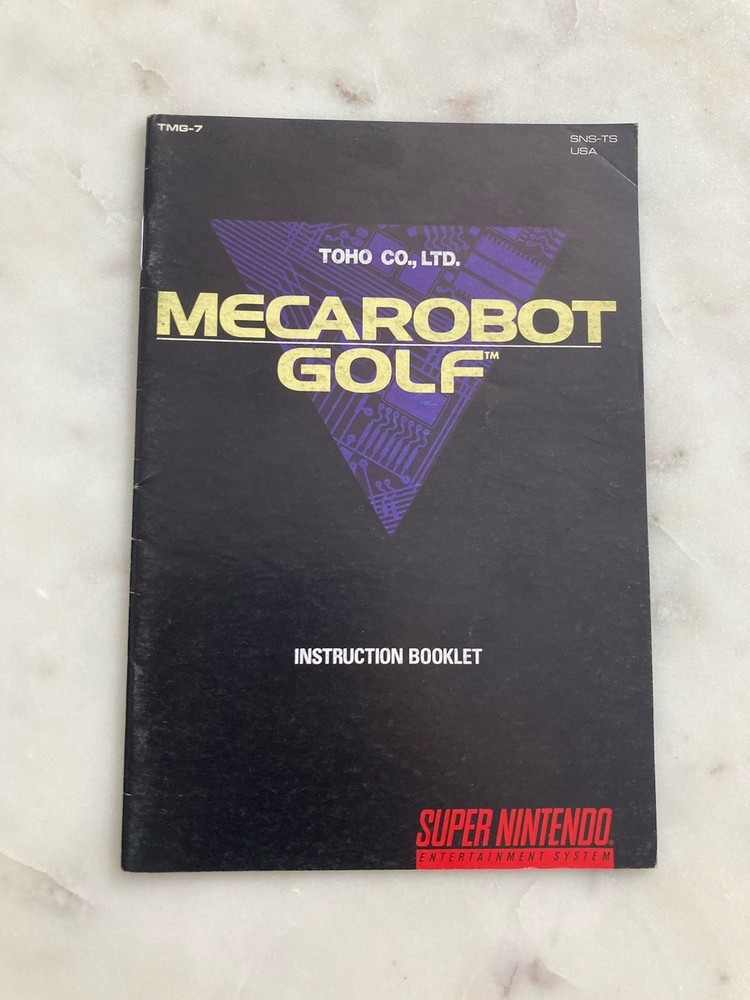 TMG-7
SNS-TS
USA
TOHO CO., LTD.
MECAROBOT
GOLF™
INSTRUCTION BOOKLET
SUPER NINTENDO
ENTERTAINMENT SYSTEM